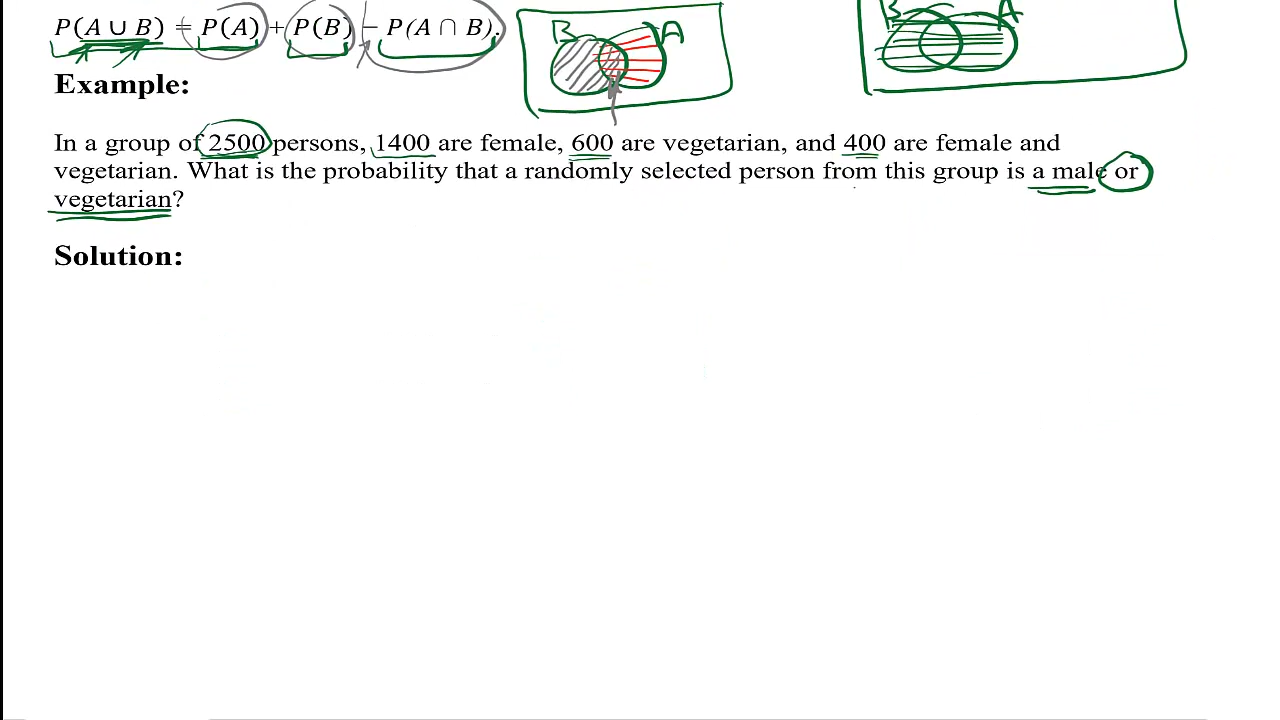 P(A ∪ B) = P(A) + P(B) − P(A ∩ B).
B A
B A
Example:
In a group of 2500 persons, 1400 are female, 600 are vegetarian, and 400 are female and
vegetarian. What is the probability that a randomly selected person from this group is a male or
vegetarian?
Solution: